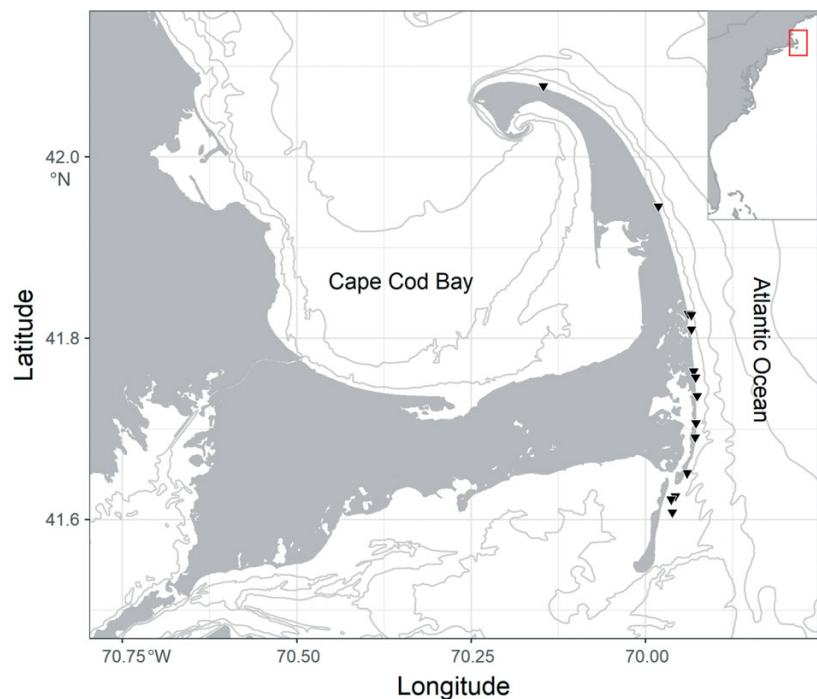 42.0
°N
Cape Cod Bay
41.8
Latitude
Atlantic Ocean
41.6
70.75°W
70.50
70.25
70.00
Longitude